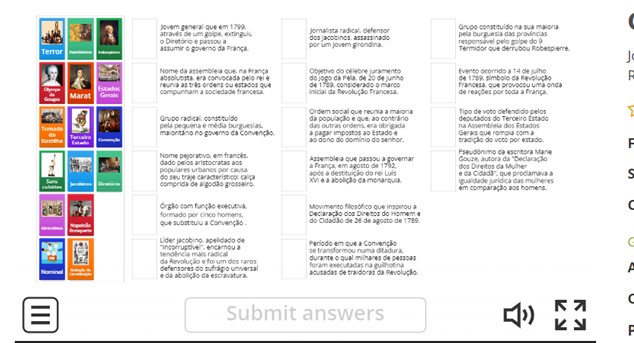 Terror
Feminismo
Iluminismo
Jovem general que em 1799,
através de um golpe, extinguiu
o Diretório e passou a
assumir o governo da França.
Jornalista radical, defensor
dos jacobinos, assassinado
por um jovem girondina.
Grupo constituído na sua maioria
pela burguesia das províncias
responsável pelo golpe do 9
Termidor que derrubou Robespierre.
Olympe
de
Gouges
Marat
Estados
Gerais
Nome da assembleia que, na França
absolutista, era convocada pelo rei e
reunia as três ordens ou estados que
compunham a sociedade francesa.
Objetivo do célebre juramento
do Jogo da Pela, de 20 de junho
de 1789, considerado o marco
inicial da Revolução Francesa.
Evento ocorrido a 14 de julho
de 1789, símbolo da Revolução
Francesa, que provocou uma onda
de reações por toda a França.
Tomada
da
Bastilha
Terceiro
Estado
Convenção
Grupo radical, constituído
pela pequena e média burguesias,
maioritário no governo da Convenção.
Ordem social que reunia a maioria
da população e que, ao contrário
das outras ordens, era obrigada
a pagar impostos ao Estado e
ao dono do domínio do senhor.
Tipo de voto defendido pelos
deputados do Terceiro Estado
na Assembleia dos Estados
Gerais que rompia com a
tradição do voto por estado.
Sans
culottes
Jacobinos
Diretório
Nome pejorativo, em francês,
dado pelos aristocratas aos
populares urbanos por causa
do seu traje característico: calça
comprida de algodão grosseiro.
Assembleia que passou a governar
a França, em agosto de 1792,
após a destituição do rei Luís
XVI e a abolição da monarquia.
Pseudónimo da escritora Marie
Gouze, autora da "Declaração
dos Direitos da Mulher
e da Cidadã", que proclamava a
igualdade jurídica das mulheres
em comparação aos homens.
Girondinos
Napoleão
Bonaparte
Órgão com função executiva,
formado por cinco homens,
que substituiu a Convenção .
Movimento filosófico que inspirou a
Declaração dos Direitos do Homem e
do Cidadão de 26 de agosto de 1789.
Nominal
Líder jacobino, apelidado de
"incorruptível", encarnou a
tendência mais radical
da Revolução e foi um dos raros
defensores do sufrágio universal
e da abolição da escravatura.
Período em que a Convenção
se transformou numa ditadura,
durante o qual milhares de pessoas
foram executadas na guilhotina
acusadas de traidoras da Revolução.
Submit answers